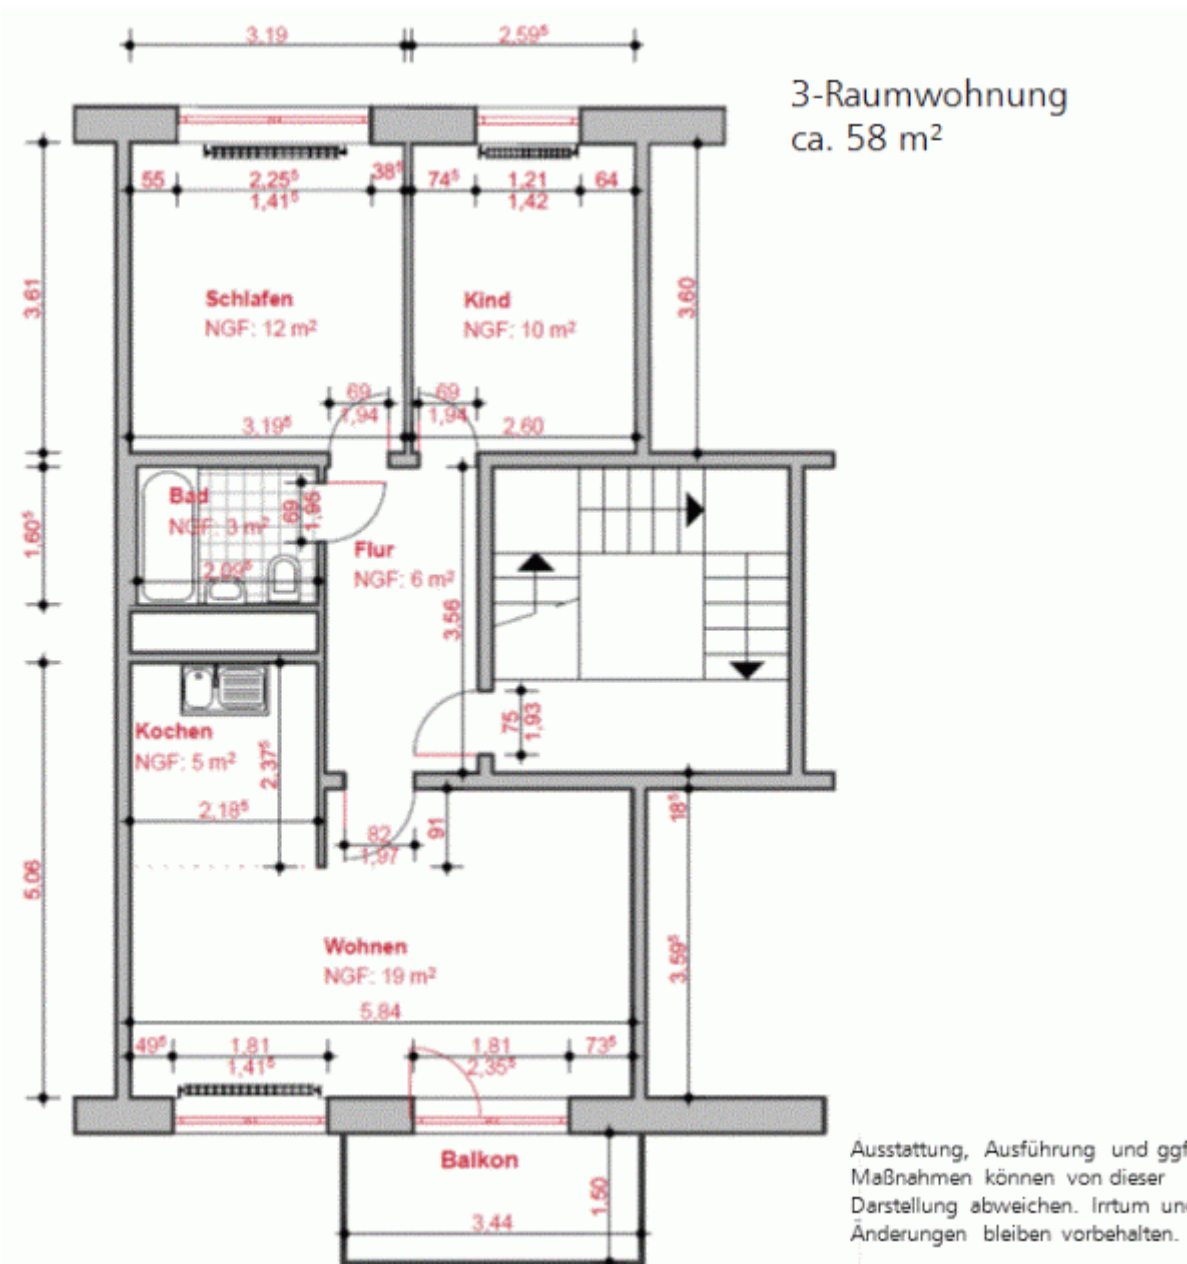 3,19 2,59⁵
3-Raumwohnung
ca. 58 m²
55 2,25⁵ 38⁵ 74⁵ 1,21 64
1,41⁵ 1,42
3,61
3,60
Schlafen
NGF: 12 m²
Kind
NGF: 10 m²
69 69
1,94 1,94
3,19⁵ 2,60
Bad
NGF: 3 m²
69
1,95
1,60⁵
2,09⁵
Flur
NGF: 6 m²
3,56
Kochen
NGF: 5 m²
75
1,93
2,37⁵
2,18⁵
18⁵
82
1,97
91
5,06
Wohnen
NGF: 19 m²
3,59⁵
5,84
49⁵ 1,81 1,81 73⁵
1,41⁵ 2,35⁵
Balkon
1,50
3,44
Ausstattung, Ausführung und ggf
Maßnahmen können von dieser
Darstellung abweichen. Irrtum un
Änderungen bleiben vorbehalten.